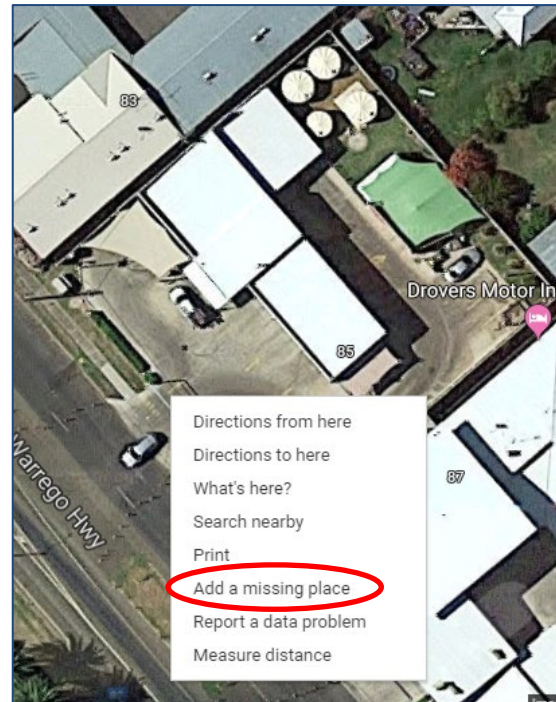 83
Drovers Motor In
85
87
Warrego Hwy
Directions from here
Directions to here
What's here?
Search nearby
Print
Add a missing place
Report a data problem
Measure distance